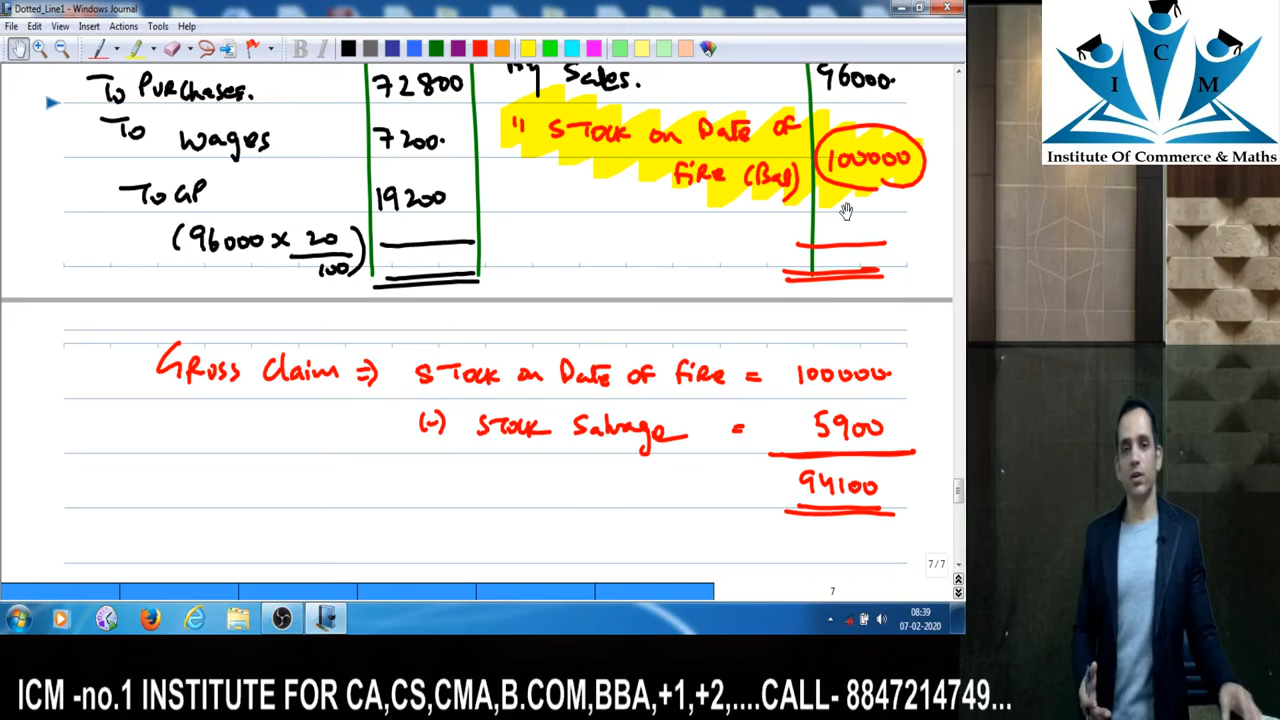 Dotted_Line1 - Windows Journal
File Edit View Insert Actions Tools Help
To Purchases. 72800
Sales. 96000.
To wages 7200.
" Stock on Date of
fire (Bal) 100000
To GP 19200
(96000 × 20/100)
Gross Claim ⇒ Stock on Date of fire = 100000.
(-) Stock Salvage = 5900
94100
7 / 7
7
08:39
07-02-2020
I C M
Institute Of Commerce & Maths
ICM -no.1 INSTITUTE FOR CA,CS,CMA,B.COM,BBA,+1,+2,....CALL- 8847214749...